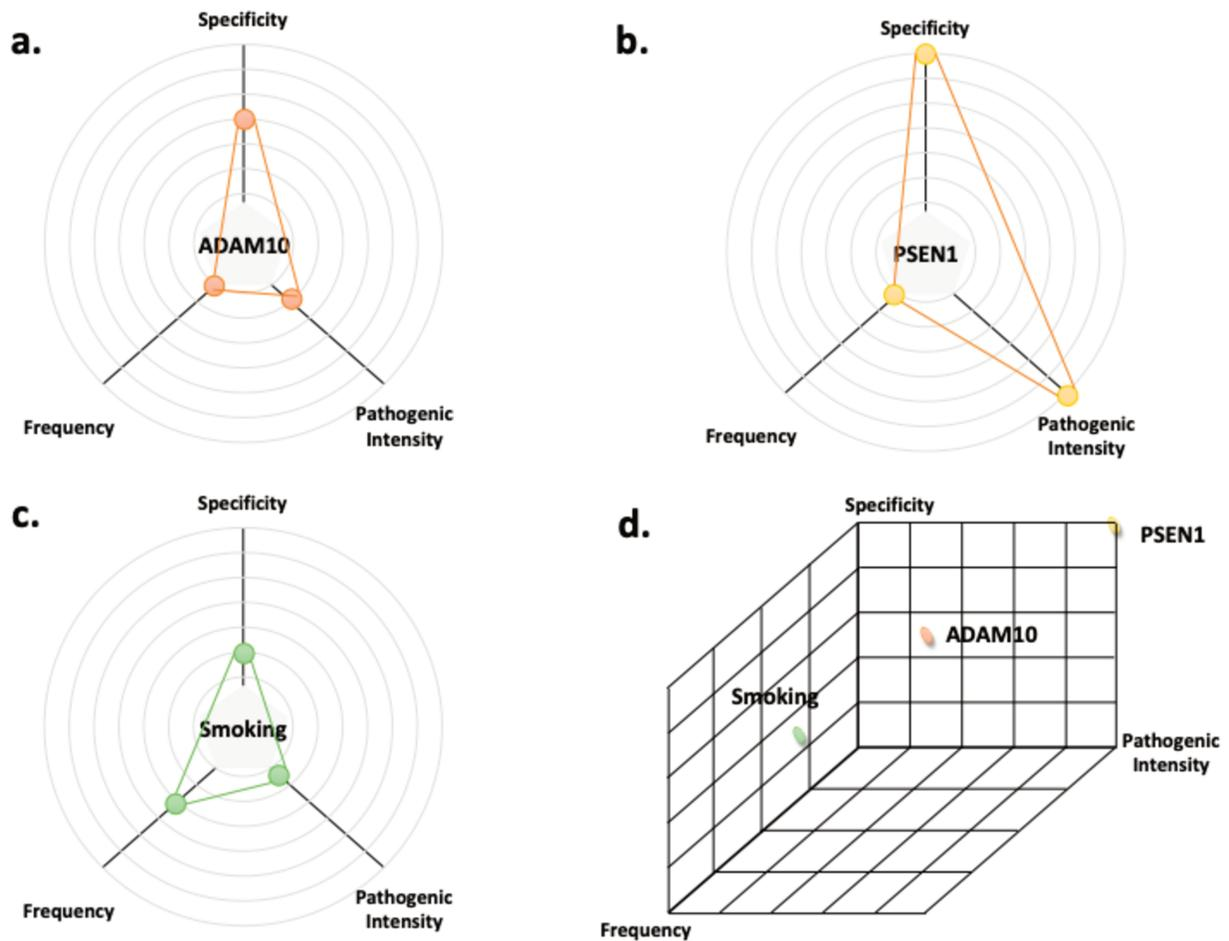 a.
Specificity
ADAM10
Frequency
Pathogenic
Intensity
b.
Specificity
PSEN1
Frequency
Pathogenic
Intensity
c.
Specificity
Smoking
Frequency
Pathogenic
Intensity
d.
Specificity
PSEN1
ADAM10
Smoking
Pathogenic
Intensity
Frequency